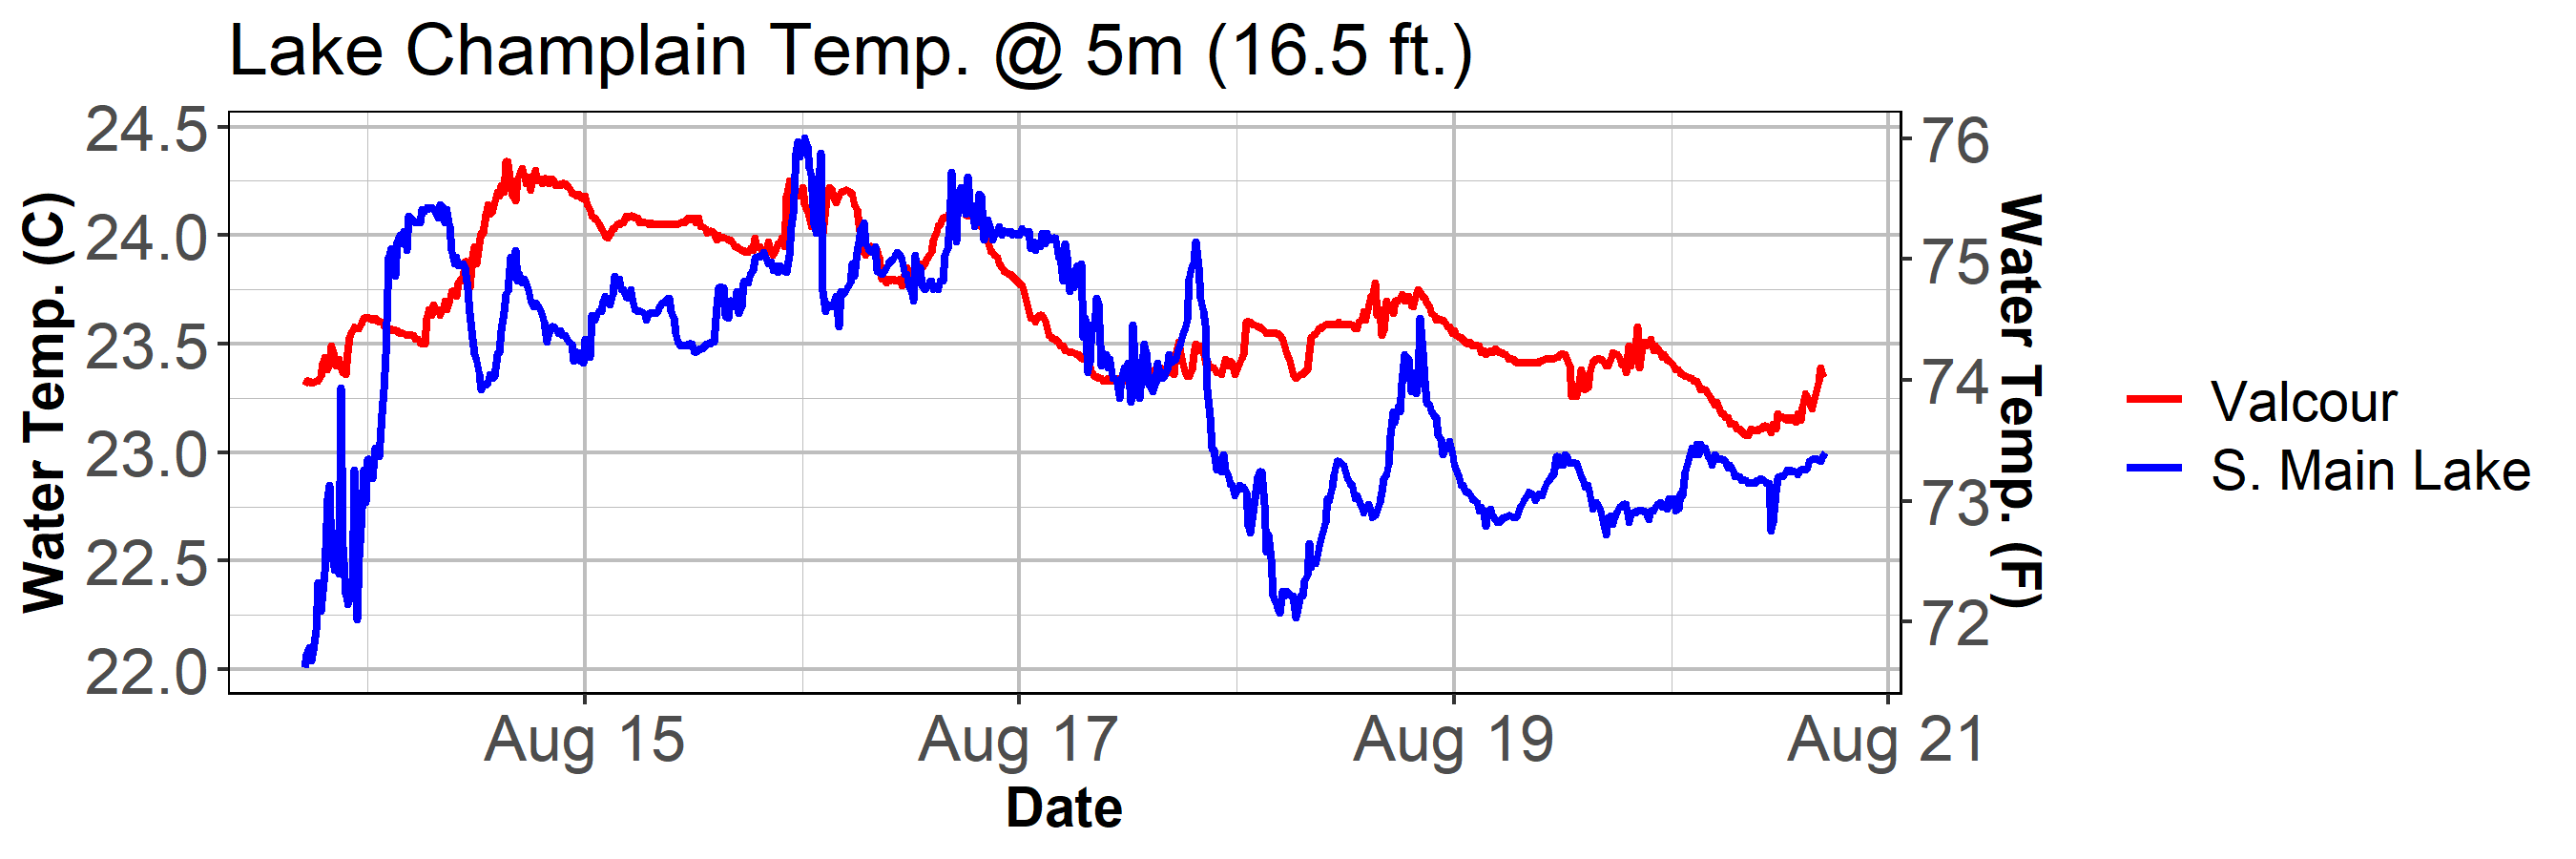 Lake Champlain Temp. @ 5m (16.5 ft.)
Water Temp. (C)
24.5
24.0
23.5
23.0
22.5
22.0
76
75
74
73
72
Water Temp. (F)
Aug 15
Aug 17
Aug 19
Aug 21
Date
Valcour
S. Main Lake